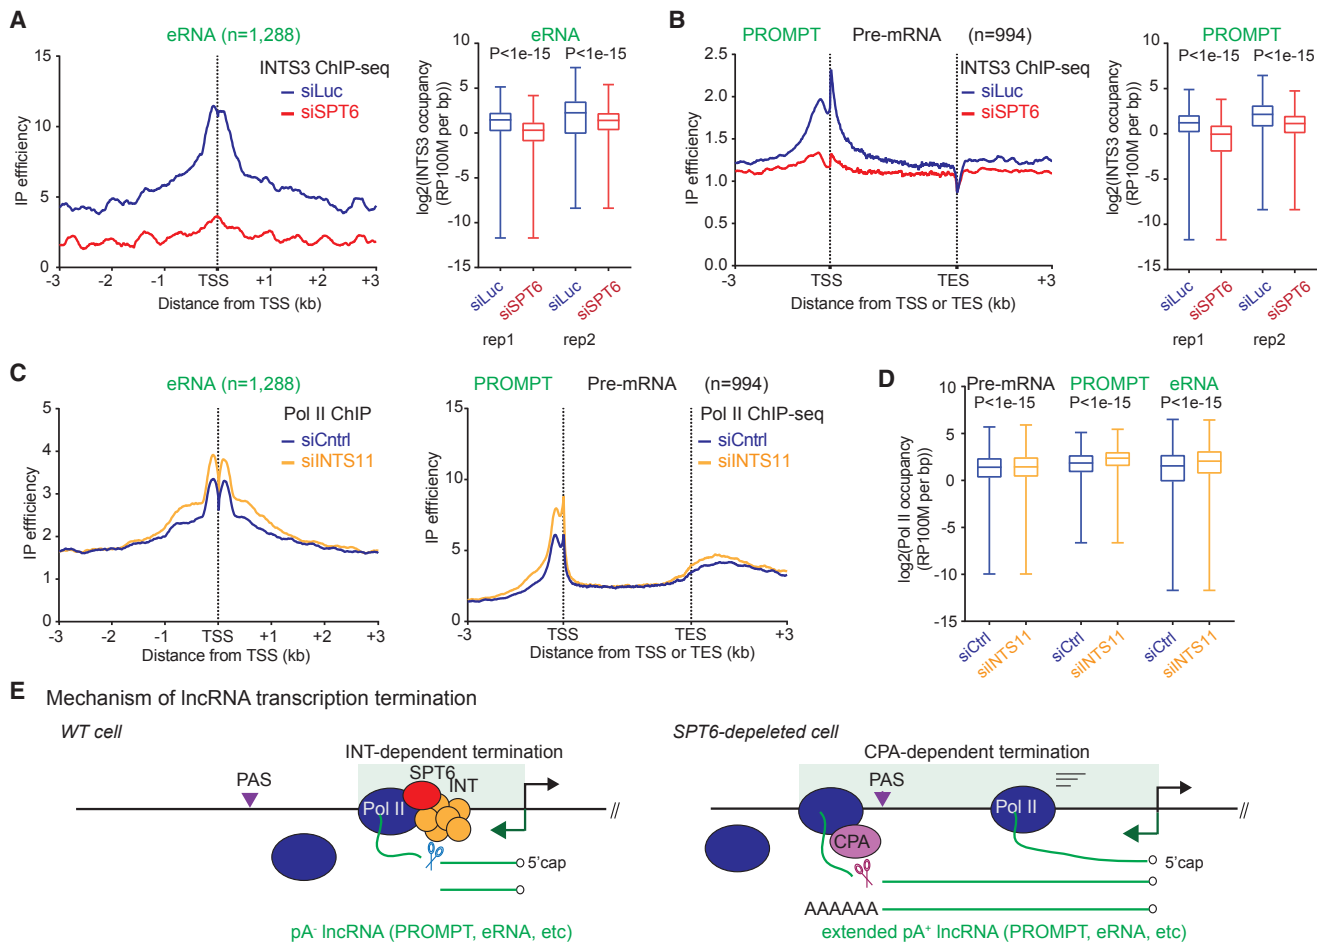 A
eRNA (n=1,288)
INTS3 ChIP-seq
siLuc
siSPT6
IP efficiency
15
10
5
0
-3
-2
-1
TSS
+1
+2
+3
Distance from TSS (kb)
eRNA
P<1e-15 P<1e-15
log2(INTS3 occupancy
(RP100M per bp))
10
5
0
-5
-10
-15
siLuc
siSPT6
siLuc
siSPT6
rep1
rep2
B
PROMPT
Pre-mRNA
(n=994)
INTS3 ChIP-seq
siLuc
siSPT6
IP efficiency
2.5
2.0
1.5
1.0
0.5
0.0
-3
TSS
TES
+3
Distance from TSS or TES (kb)
PROMPT
P<1e-15 P<1e-15
log2(INTS3 occupancy
(RP100M per bp))
10
5
0
-5
-10
-15
siLuc
siSPT6
siLuc
siSPT6
rep1
rep2
C
eRNA (n=1,288)
Pol II ChIP
siCntrl
siINTS11
IP effficiency
5
4
3
2
1
0
-3
-2
-1
TSS
+1
+2
+3
Distance from TSS (kb)
PROMPT
Pre-mRNA
(n=994)
Pol II ChIP-seq
siCntrl
siINTS11
IP efficiency
15
10
5
0
-3
TSS
TES
+3
Distance from TSS or TES (kb)
D
Pre-mRNA PROMPT eRNA
P<1e-15 P<1e-15 P<1e-15
log2(Pol II occupancy
(RP100M per bp))
10
5
0
-5
-10
-15
siCtrl
siINTS11
siCtrl
siINTS11
siCtrl
siINTS11
E
Mechanism of lncRNA transcription termination
WT cell
INT-dependent termination
SPT6
INT
PAS
Pol II
//
5'cap
pA- lncRNA (PROMPT, eRNA, etc)
SPT6-depeleted cell
CPA-dependent termination
PAS
Pol II
//
CPA
5'cap
AAAAAA
extended pA+ lncRNA (PROMPT, eRNA, etc)